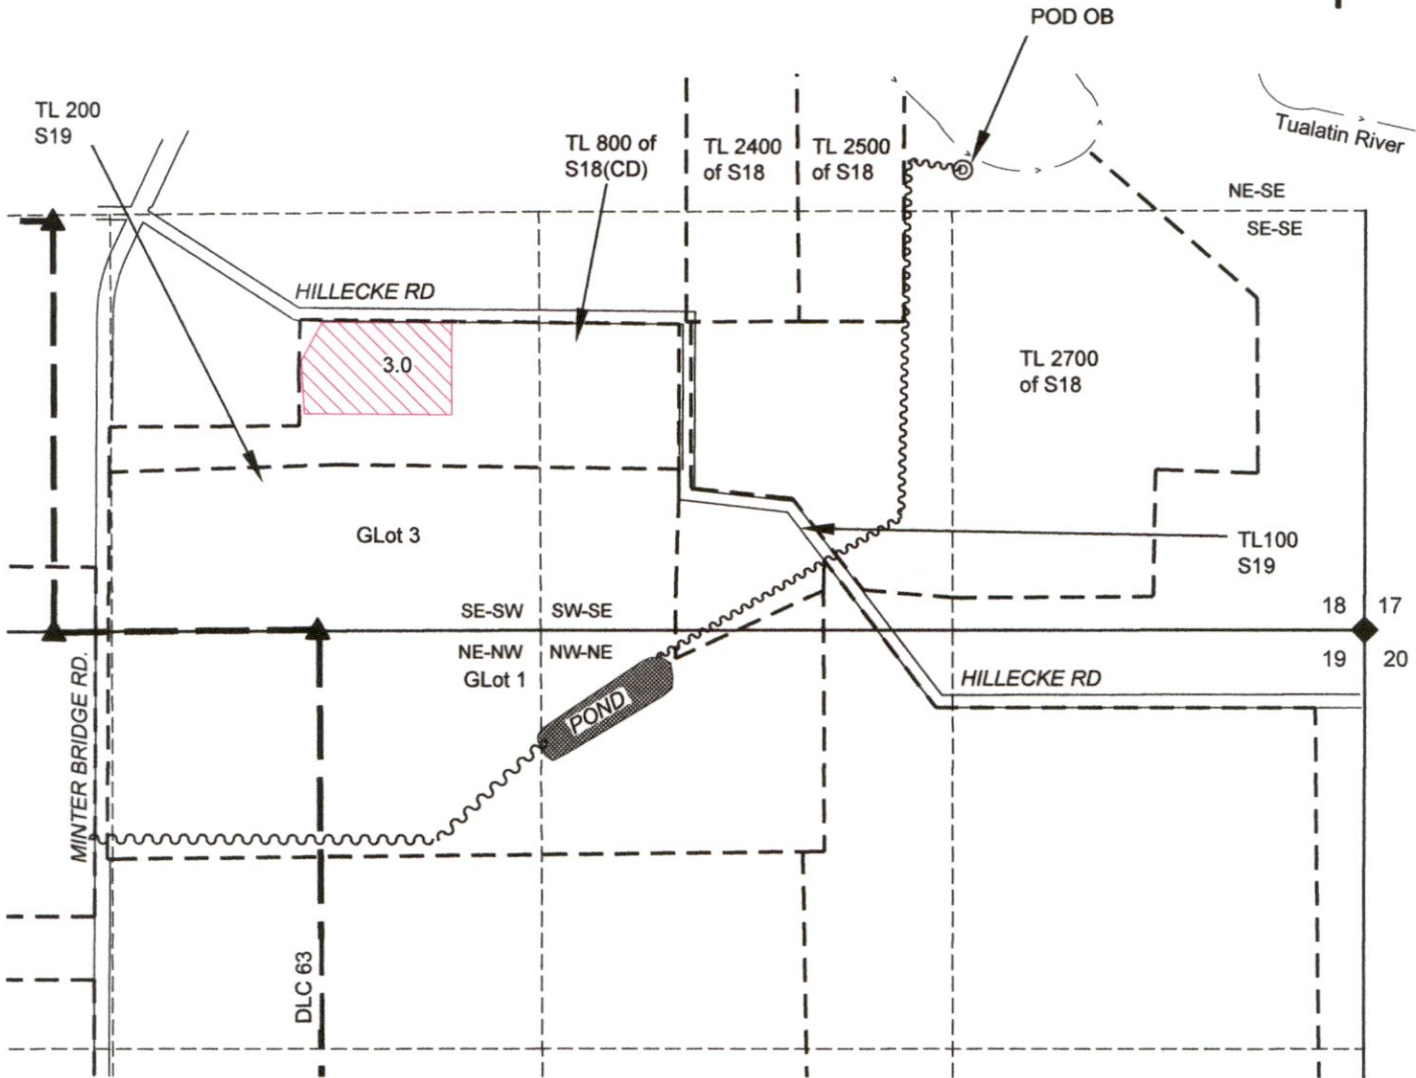 POD OB
TL 200
S19
TL 800 of
S18(CD)
TL 2400
of S18
TL 2500
of S18
Tualatin River
NE-SE
SE-SE
HILLECKE RD
3.0
TL 2700
of S18
GLot 3
TL100
S19
SE-SW
SW-SE
18
17
NE-NW
NW-NE
GLot 1
19
20
HILLECKE RD
POND
MINTER BRIDGE RD.
DLC 63